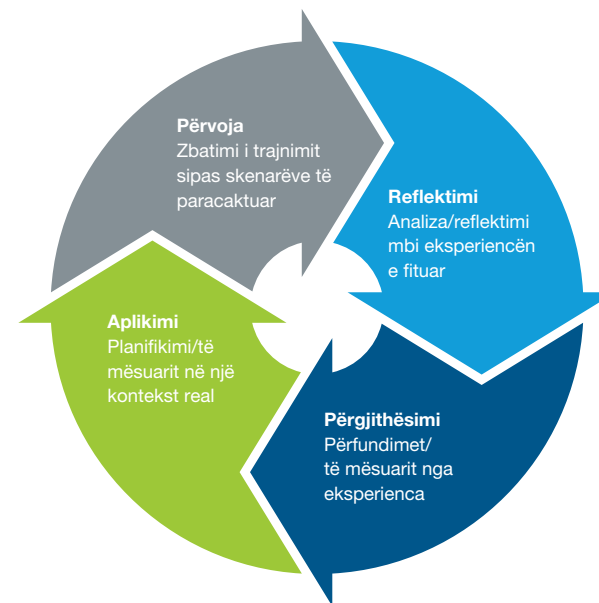 Përvoja
Zbatimi i trajnimit
sipas skenarëve të
paracaktuar
Reflektimi
Analiza/reflektimi
mbi eksperiencën
e fituar
Përgjithësimi
Përfundimet/
të mësuarit nga
eksperienca
Aplikimi
Planifikimi/të
mësuarit në një
kontekst real